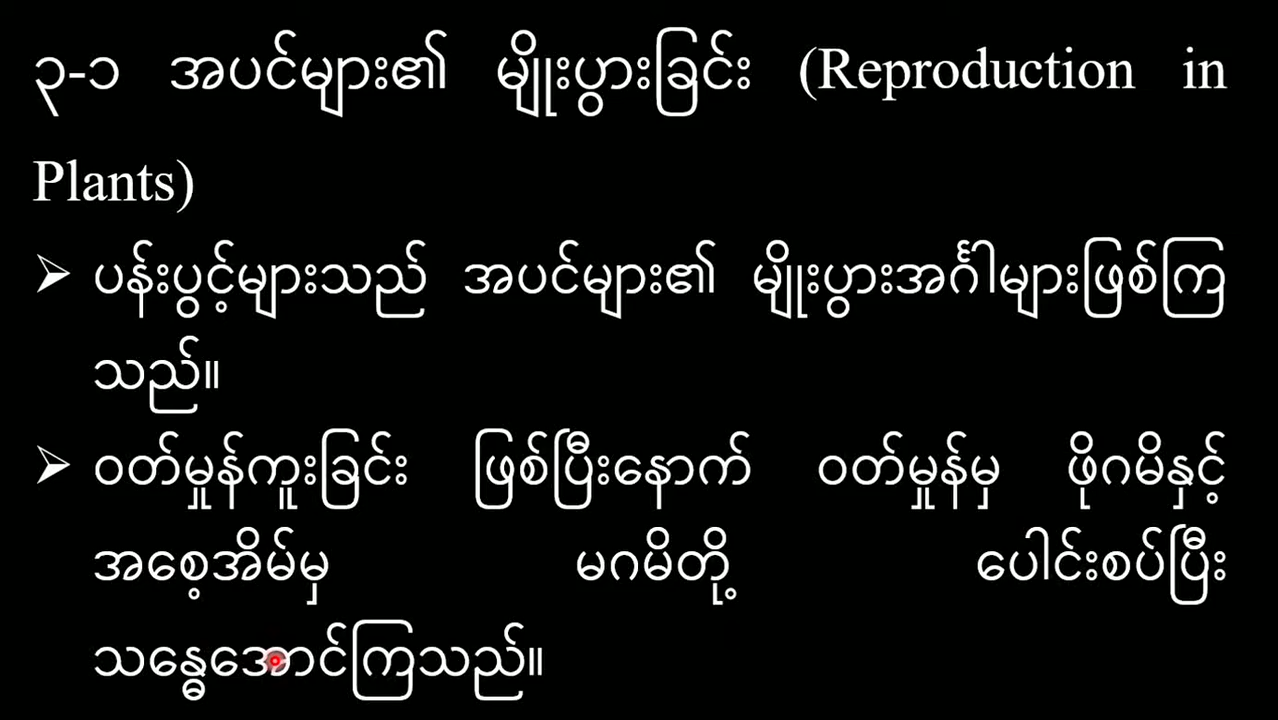 ၃-၁ အပင်များ၏ မျိုးပွားခြင်း (Reproduction in
Plants)
➢ ပန်းပွင့်များသည် အပင်များ၏ မျိုးပွားအင်္ဂါများဖြစ်ကြ
သည်။
➢ ဝတ်မှုန်ကူးခြင်း ဖြစ်ပြီးနောက် ဝတ်မှုန်မှ ဖိုဂမိနှင့်
အစေ့အိမ်မှ မဂမိတို့ ပေါင်းစပ်ပြီး
သန္ဓေအောင်ကြသည်။